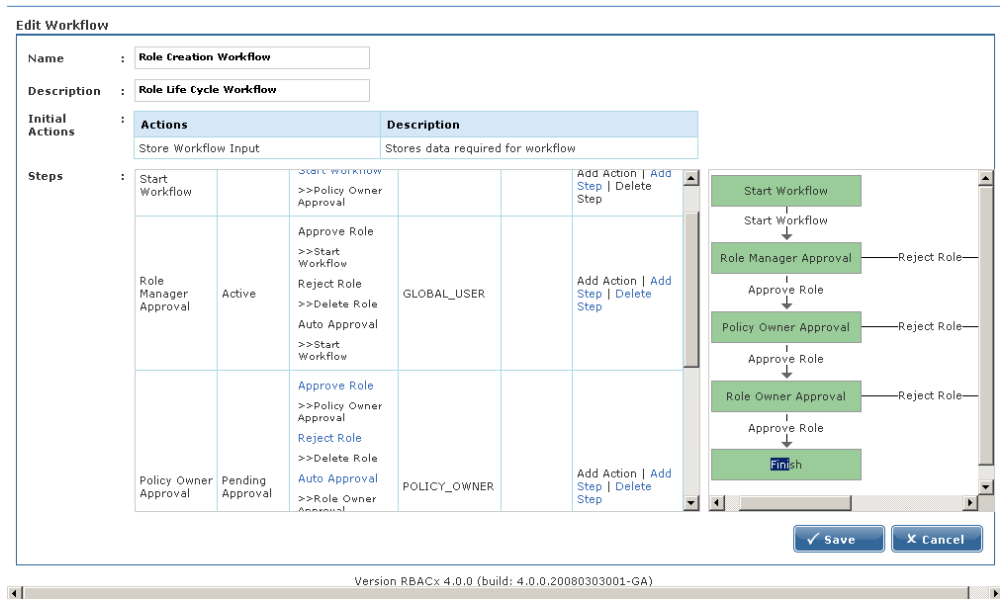 Edit Workflow
Name : Role Creation Workflow
Description : Role Life Cycle Workflow
Initial Actions :
Actions Description
Store Workflow Input Stores data required for workflow
Steps :
Start Workflow
Start Workflow
>>Policy Owner Approval
Add Action | Add Step | Delete Step
Role Manager Approval
Active
Approve Role
>>Start Workflow
Reject Role
>>Delete Role
Auto Approval
>>Start Workflow
GLOBAL_USER
Add Action | Add Step | Delete Step
Policy Owner Approval
Pending Approval
Approve Role
>>Policy Owner Approval
Reject Role
>>Delete Role
Auto Approval
>>Role Owner Approval
POLICY_OWNER
Add Action | Add Step | Delete Step
Start Workflow
Start Workflow
Role Manager Approval Reject Role
Approve Role
Policy Owner Approval Reject Role
Approve Role
Role Owner Approval Reject Role
Approve Role
Finish
✓ Save X Cancel
Version RBACx 4.0.0 (build: 4.0.0.20080303001-GA)